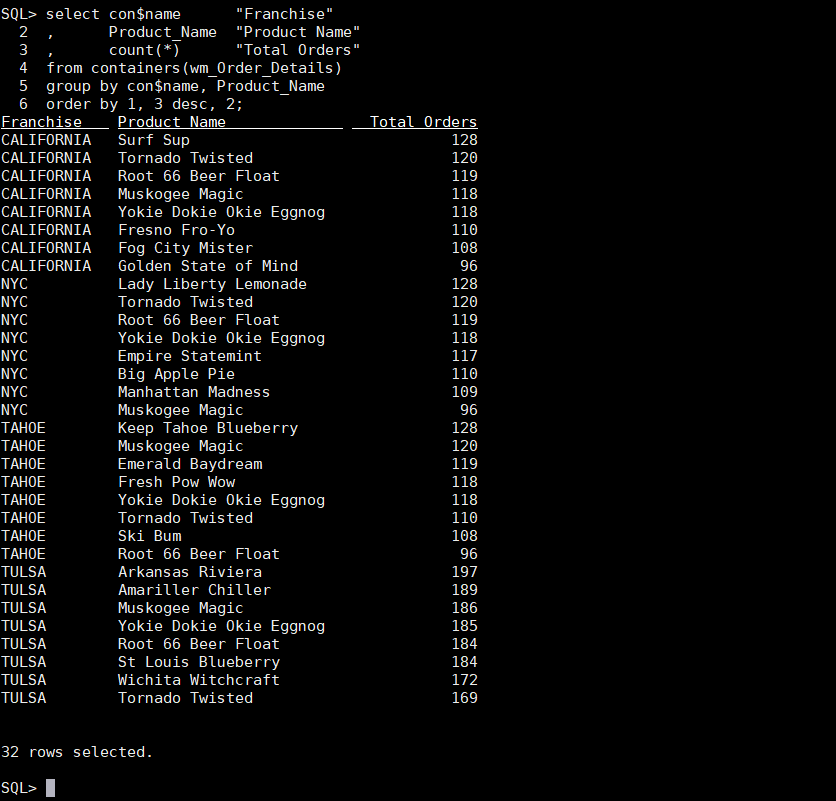 SQL> select con$name      "Franchise"
  2  ,      Product_Name  "Product Name"
  3  ,      count(*)      "Total Orders"
  4  from containers(wm_Order_Details)
  5  group by con$name, Product_Name
  6  order by 1, 3 desc, 2;
Franchise   Product Name                Total Orders
CALIFORNIA   Surf Sup                             128
CALIFORNIA   Tornado Twisted                      120
CALIFORNIA   Root 66 Beer Float                   119
CALIFORNIA   Muskogee Magic                       118
CALIFORNIA   Yokie Dokie Okie Eggnog              118
CALIFORNIA   Fresno Fro-Yo                        110
CALIFORNIA   Fog City Mister                      108
CALIFORNIA   Golden State of Mind                  96
NYC          Lady Liberty Lemonade                128
NYC          Tornado Twisted                      120
NYC          Root 66 Beer Float                   119
NYC          Yokie Dokie Okie Eggnog              118
NYC          Empire Statemint                     117
NYC          Big Apple Pie                        110
NYC          Manhattan Madness                    109
NYC          Muskogee Magic                        96
TAHOE        Keep Tahoe Blueberry                 128
TAHOE        Muskogee Magic                       120
TAHOE        Emerald Baydream                     119
TAHOE        Fresh Pow Wow                        118
TAHOE        Yokie Dokie Okie Eggnog              118
TAHOE        Tornado Twisted                      110
TAHOE        Ski Bum                              108
TAHOE        Root 66 Beer Float                    96
TULSA        Arkansas Riviera                     197
TULSA        Amariller Chiller                    189
TULSA        Muskogee Magic                       186
TULSA        Yokie Dokie Okie Eggnog              185
TULSA        Root 66 Beer Float                   184
TULSA        St Louis Blueberry                   184
TULSA        Wichita Witchcraft                   172
TULSA        Tornado Twisted                      169
32 rows selected.
SQL>